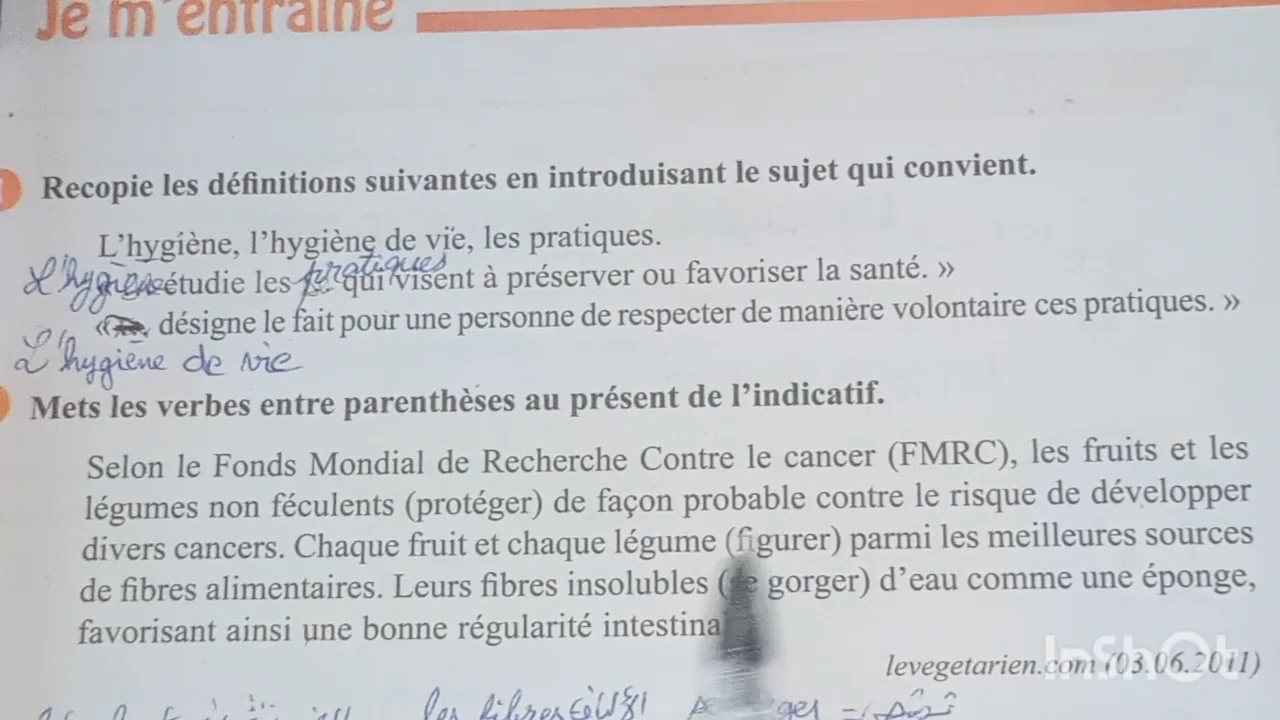 Je m'entraîne
Recopie les définitions suivantes en introduisant le sujet qui convient.
L'hygiène, l'hygiène de vie, les pratiques.
L'hygiène étudie les pratiques qui visent à préserver ou favoriser la santé. »
« désigne le fait pour une personne de respecter de manière volontaire ces pratiques. »
L'hygiène de vie
Mets les verbes entre parenthèses au présent de l'indicatif.
Selon le Fonds Mondial de Recherche Contre le cancer (FMRC), les fruits et les
légumes non féculents (protéger) de façon probable contre le risque de développer
divers cancers. Chaque fruit et chaque légume (figurer) parmi les meilleures sources
de fibres alimentaires. Leurs fibres insolubles ( gorger) d'eau comme une éponge,
favorisant ainsi une bonne régularité intestina
InShOt
levegetarien.com (03.06.2011)
les fibres